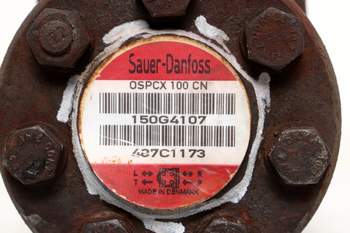 Sauer-Danfoss
OSPCX 100 CN
150G4107
487C1173
L R
T P
MADE IN DENMARK